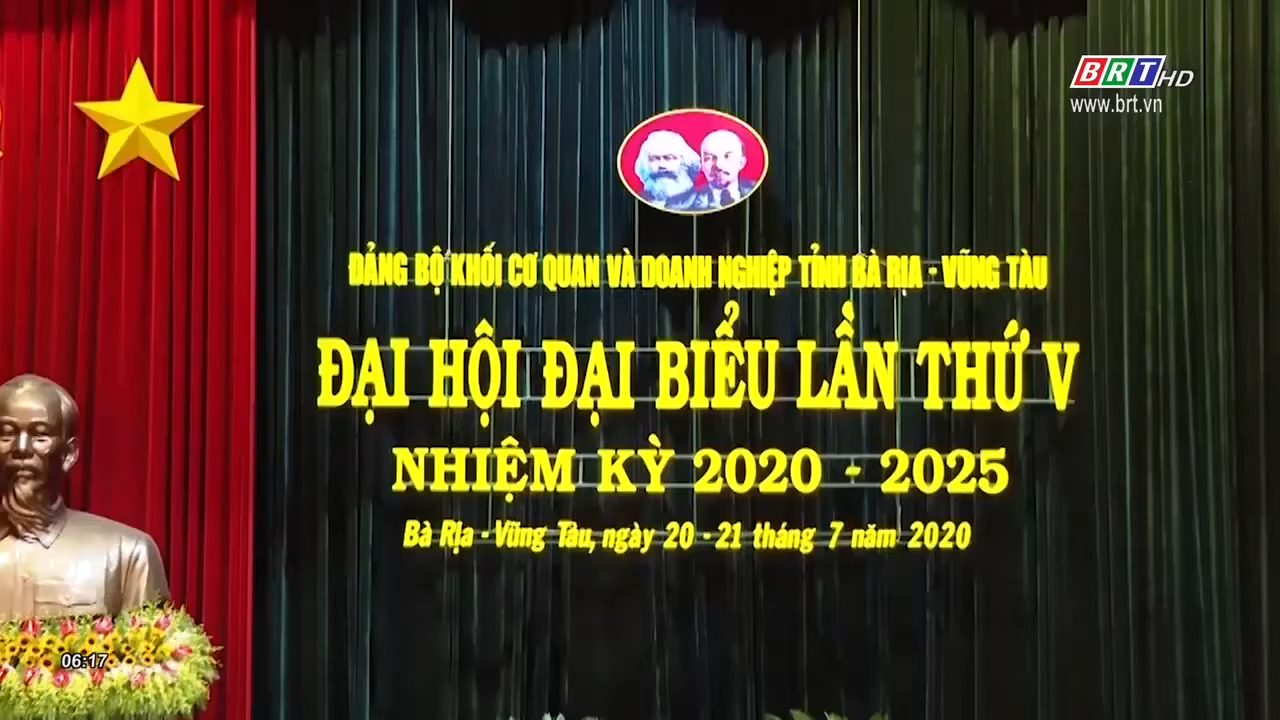 BRT HD
www.brt.vn
ĐẢNG BỘ KHỐI CƠ QUAN VÀ DOANH NGHIỆP TỈNH BÀ RỊA - VŨNG TÀU
ĐẠI HỘI ĐẠI BIỂU LẦN THỨ V
NHIỆM KỲ 2020 - 2025
Bà Rịa - Vũng Tàu, ngày 20 - 21 tháng 7 năm 2020
06:17